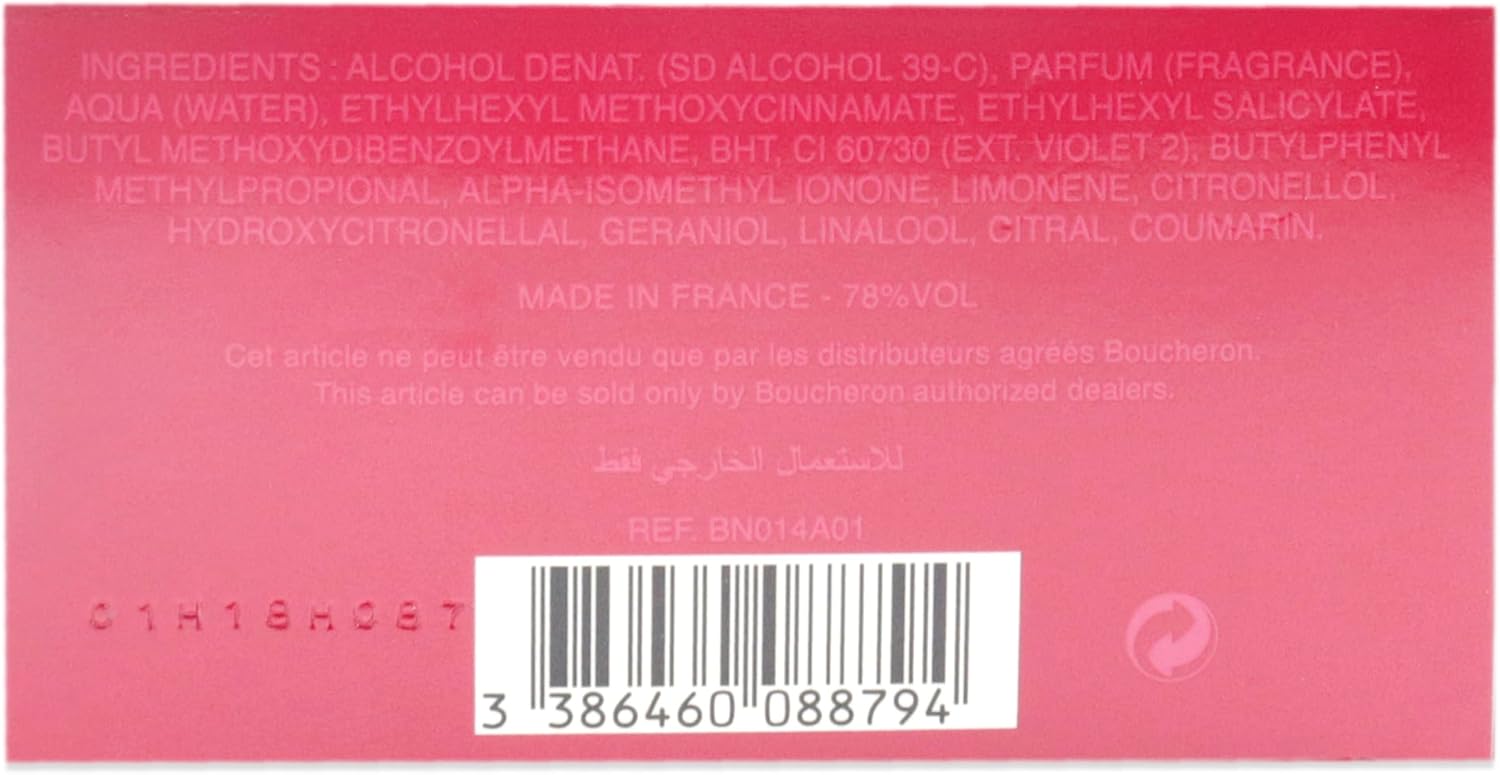 INGREDIENTS : ALCOHOL DENAT. (SD ALCOHOL 39-C), PARFUM (FRAGRANCE),
AQUA (WATER), ETHYLHEXYL METHOXYCINNAMATE, ETHYLHEXYL SALICYLATE,
BUTYL METHOXYDIBENZOYLMETHANE, BHT, CI 60730 (EXT. VIOLET 2), BUTYLPHENYL
METHYLPROPIONAL, ALPHA-ISOMETHYL IONONE, LIMONENE, CITRONELLOL,
HYDROXYCITRONELLAL, GERANIOL, LINALOOL, CITRAL, COUMARIN.
MADE IN FRANCE - 78%VOL
Cet article ne peut être vendu que par les distributeurs agréés Boucheron.
This article can be sold only by Boucheron authorized dealers.
للاستعمال الخارجي فقط
REF. BN014A01
3 386460 088794